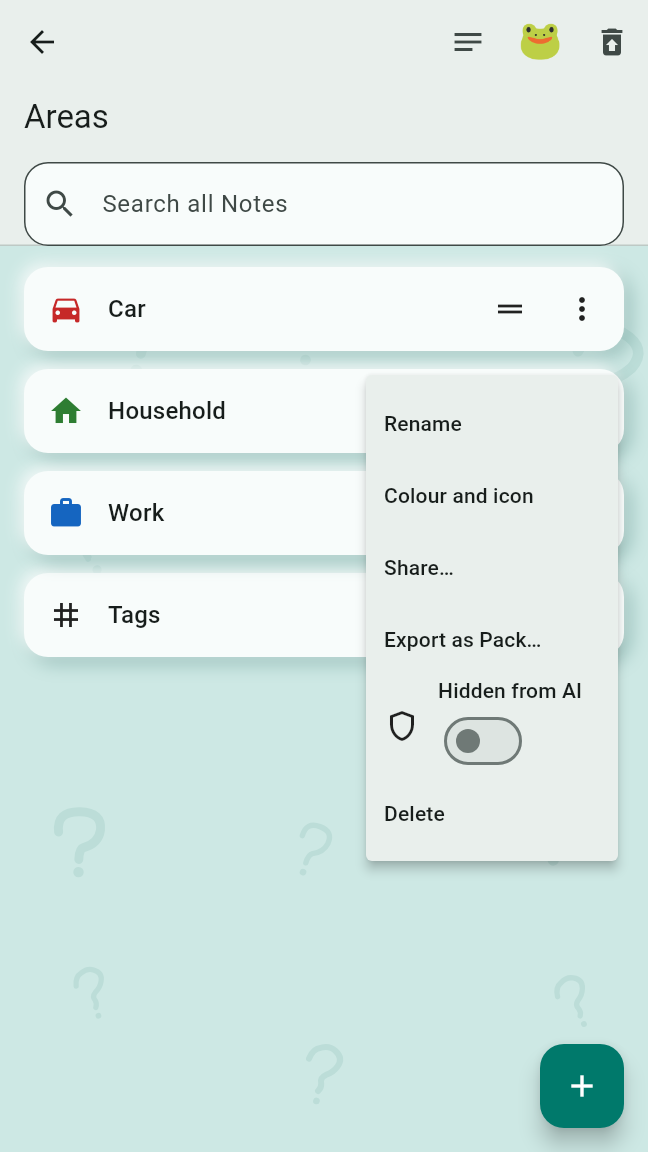 Areas
Search all Notes
Car
Household
Work
Tags
Rename
Colour and icon
Share…
Export as Pack…
Hidden from AI
Delete